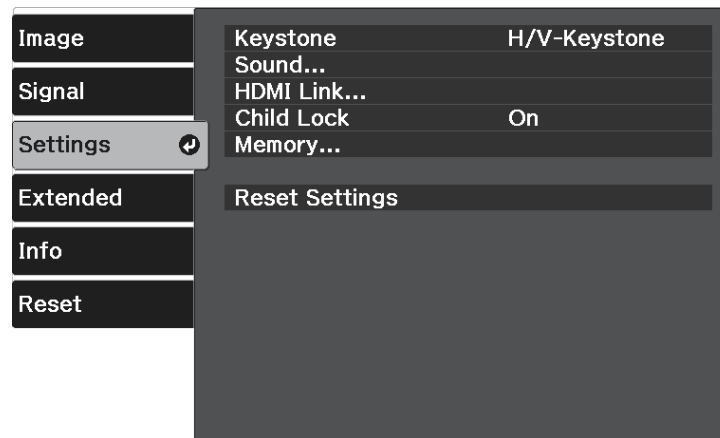 Image
Signal
Settings
Extended
Info
Reset
Keystone H/V-Keystone
Sound...
HDMI Link...
Child Lock On
Memory...
Reset Settings